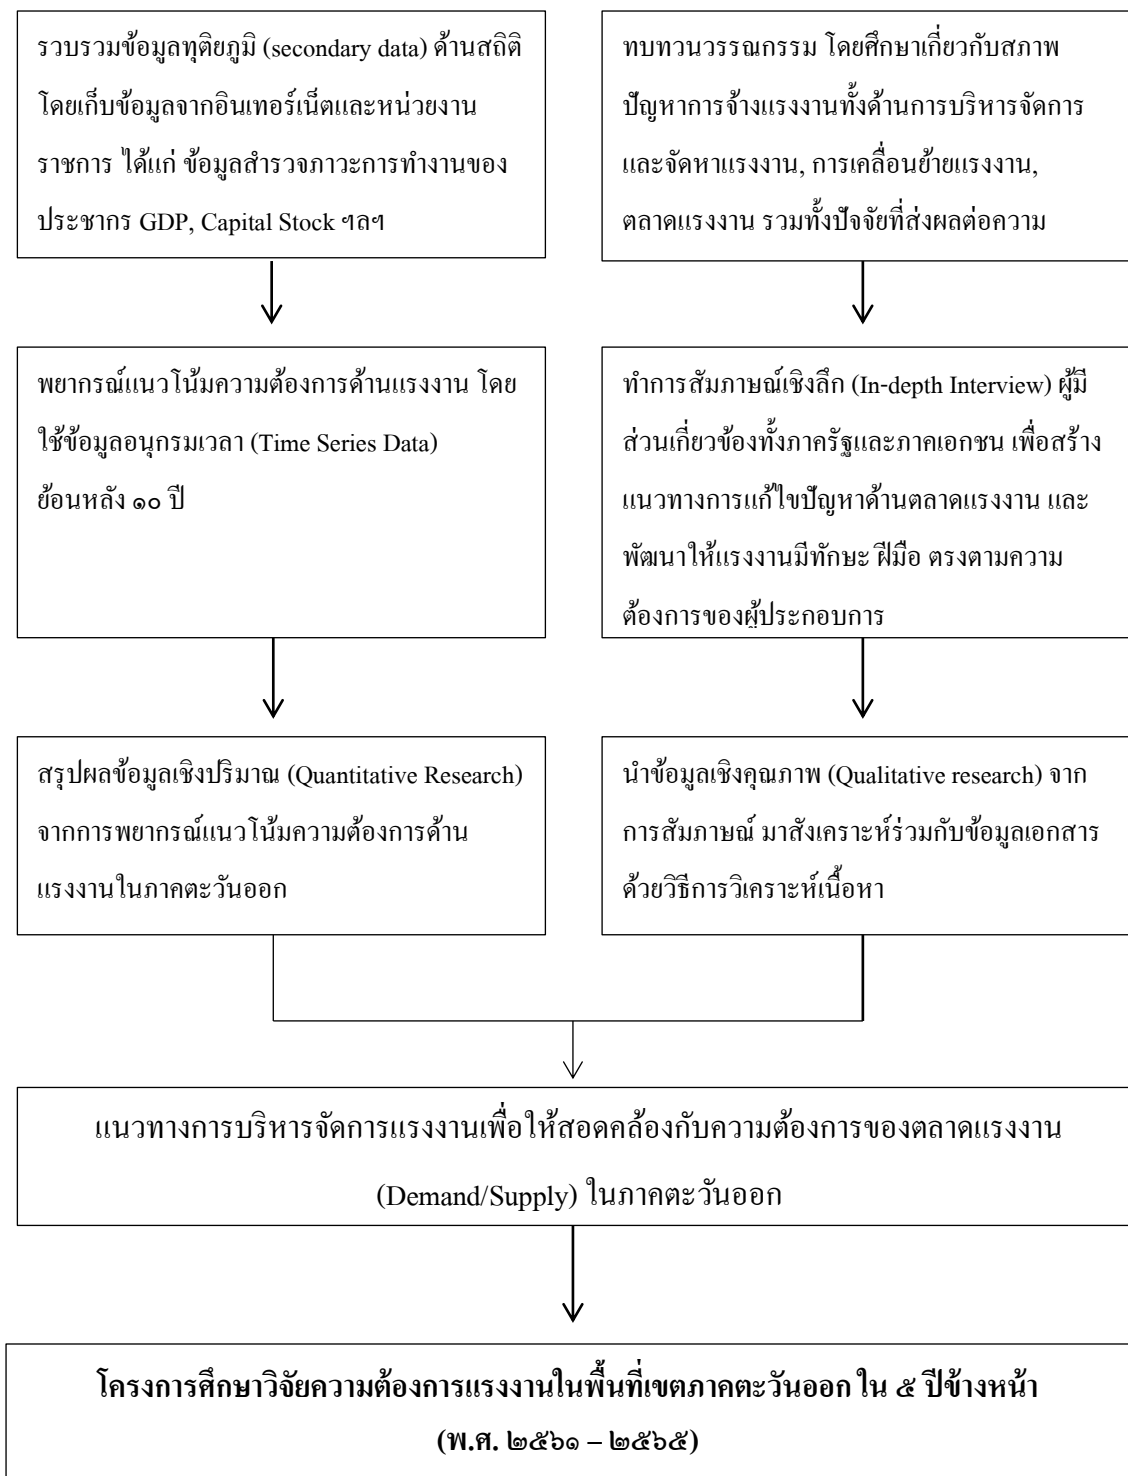 รวบรวมข้อมูลทุติยภูมิ (secondary data) ด้านสถิติ
โดยเก็บข้อมูลจากอินเทอร์เน็ตและหน่วยงาน
ราชการ ได้แก่ ข้อมูลสำรวจภาวะการทำงานของ
ประชากร GDP, Capital Stock ฯลฯ
ทบทวนวรรณกรรม โดยศึกษาเกี่ยวกับสภาพ
ปัญหาการจ้างแรงงานทั้งด้านการบริหารจัดการ
และจัดหาแรงงาน, การเคลื่อนย้ายแรงงาน,
ตลาดแรงงาน รวมทั้งปัจจัยที่ส่งผลต่อความ
พยากรณ์แนวโน้มความต้องการด้านแรงงาน โดย
ใช้ข้อมูลอนุกรมเวลา (Time Series Data)
ย้อนหลัง ๑๐ ปี
ทำการสัมภาษณ์เชิงลึก (In-depth Interview) ผู้มี
ส่วนเกี่ยวข้องทั้งภาครัฐและภาคเอกชน เพื่อสร้าง
แนวทางการแก้ไขปัญหาด้านตลาดแรงงาน และ
พัฒนาให้แรงงานมีทักษะ ฝีมือ ตรงตามความ
ต้องการของผู้ประกอบการ
สรุปผลข้อมูลเชิงปริมาณ (Quantitative Research)
จากการพยากรณ์แนวโน้มความต้องการด้าน
แรงงานในภาคตะวันออก
นำข้อมูลเชิงคุณภาพ (Qualitative research) จาก
การสัมภาษณ์ มาสังเคราะห์ร่วมกับข้อมูลเอกสาร
ด้วยวิธีการวิเคราะห์เนื้อหา
แนวทางการบริหารจัดการแรงงานเพื่อให้สอดคล้องกับความต้องการของตลาดแรงงาน
(Demand/Supply) ในภาคตะวันออก
โครงการศึกษาวิจัยความต้องการแรงงานในพื้นที่เขตภาคตะวันออก ใน ๕ ปีข้างหน้า
(พ.ศ. ๒๕๖๑ – ๒๕๖๕)